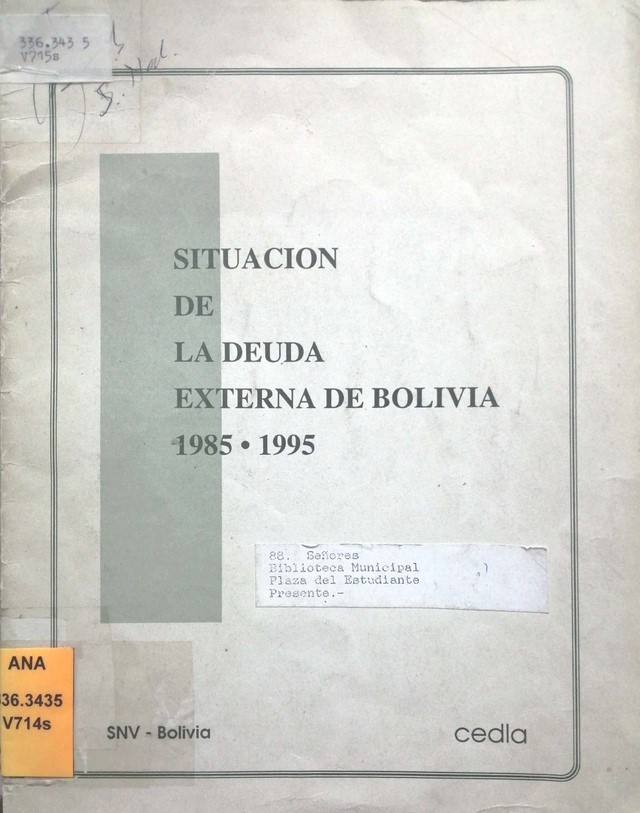 336.343 5
V715s
SITUACION
DE
LA DEUDA
EXTERNA DE BOLIVIA
1985 • 1995
88. Señores
Biblioteca Municipal
Plaza del Estudiante
Presente.-
ANA
36.3435
V714s
SNV - Bolivia
cedla